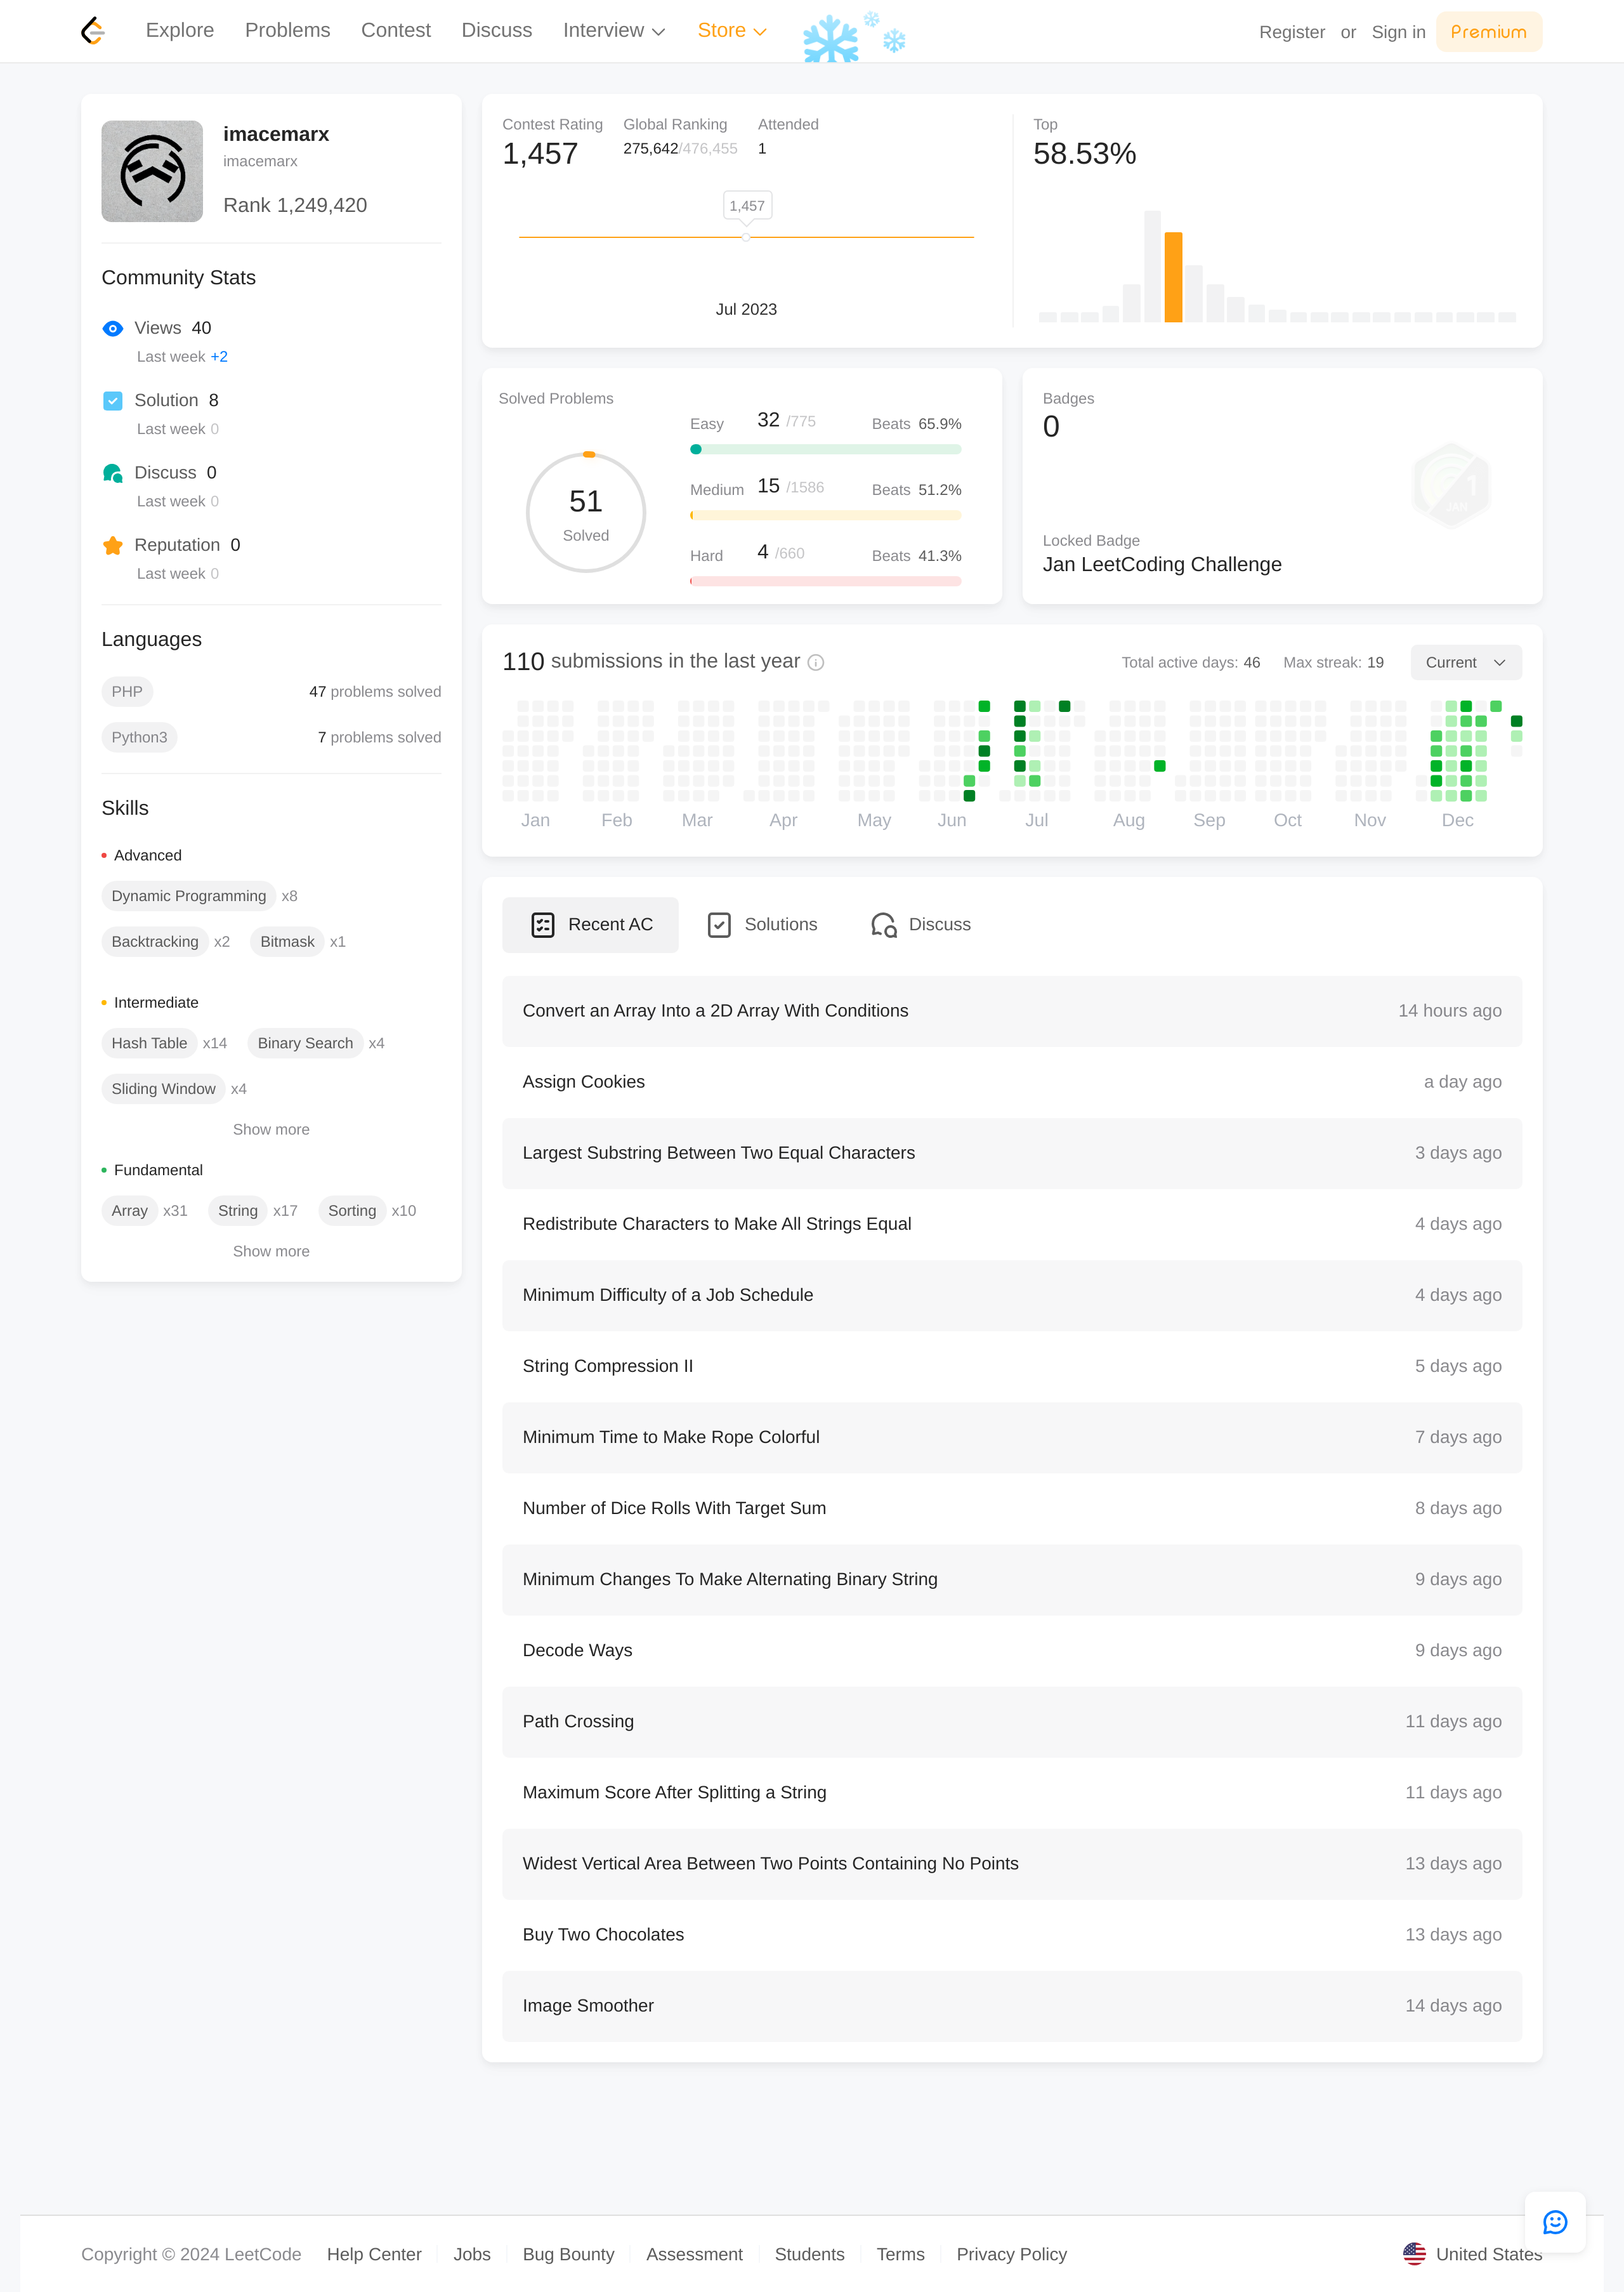 Explore Problems Contest Discuss Interview Store Register or Sign in Premium
imacemarx
imacemarx
Rank 1,249,420
Community Stats
Views 40
Last week +2
Solution 8
Last week 0
Discuss 0
Last week 0
Reputation 0
Last week 0
Languages
PHP 47 problems solved
Python3 7 problems solved
Skills
Advanced
Dynamic Programming x8
Backtracking x2 Bitmask x1
Intermediate
Hash Table x14 Binary Search x4
Sliding Window x4
Show more
Fundamental
Array x31 String x17 Sorting x10
Show more
Contest Rating Global Ranking Attended
1,457 275,642/476,455 1
1,457
Jul 2023
Top
58.53%
Solved Problems
51
Solved
Easy 32 /775 Beats 65.9%
Medium 15 /1586 Beats 51.2%
Hard 4 /660 Beats 41.3%
Badges
0
1
JAN
Locked Badge
Jan LeetCoding Challenge
110 submissions in the last year Total active days: 46 Max streak: 19 Current
Jan Feb Mar Apr May Jun Jul Aug Sep Oct Nov Dec
Recent AC Solutions Discuss
Convert an Array Into a 2D Array With Conditions 14 hours ago
Assign Cookies a day ago
Largest Substring Between Two Equal Characters 3 days ago
Redistribute Characters to Make All Strings Equal 4 days ago
Minimum Difficulty of a Job Schedule 4 days ago
String Compression II 5 days ago
Minimum Time to Make Rope Colorful 7 days ago
Number of Dice Rolls With Target Sum 8 days ago
Minimum Changes To Make Alternating Binary String 9 days ago
Decode Ways 9 days ago
Path Crossing 11 days ago
Maximum Score After Splitting a String 11 days ago
Widest Vertical Area Between Two Points Containing No Points 13 days ago
Buy Two Chocolates 13 days ago
Image Smoother 14 days ago
Copyright © 2024 LeetCode Help Center Jobs Bug Bounty Assessment Students Terms Privacy Policy United States